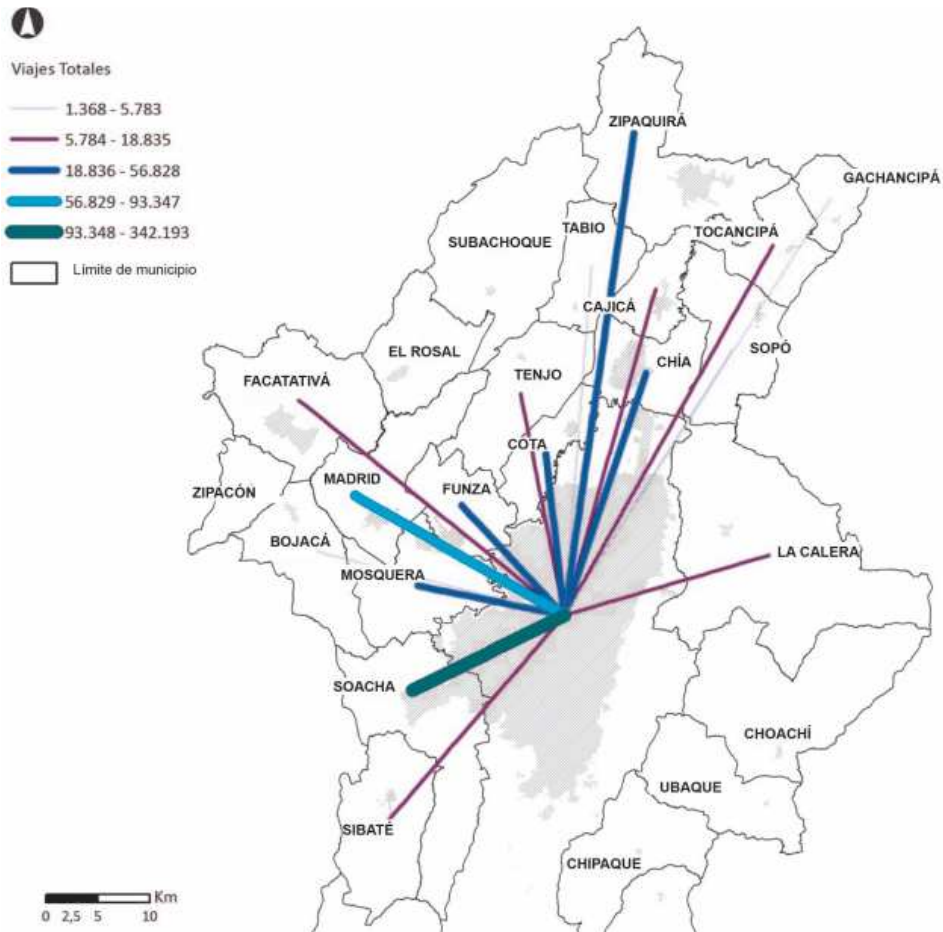 Viajes Totales
1.368 - 5.783
5.784 - 18.835
18.836 - 56.828
56.829 - 93.347
93.348 - 342.193
Límite de municipio
ZIPAQUIRÁ
GACHANCIPÁ
TABIO
TOCANCIPÁ
SUBACHOQUE
CAJICÁ
SOPÓ
EL ROSAL
CHÍA
TENJO
FACATATIVÁ
COTA
MADRID
FUNZA
ZIPACÓN
BOJACÁ
LA CALERA
MOSQUERA
SOACHA
CHOACHÍ
UBAQUE
SIBATÉ
CHIPAQUE
Km
0 2,5 5 10